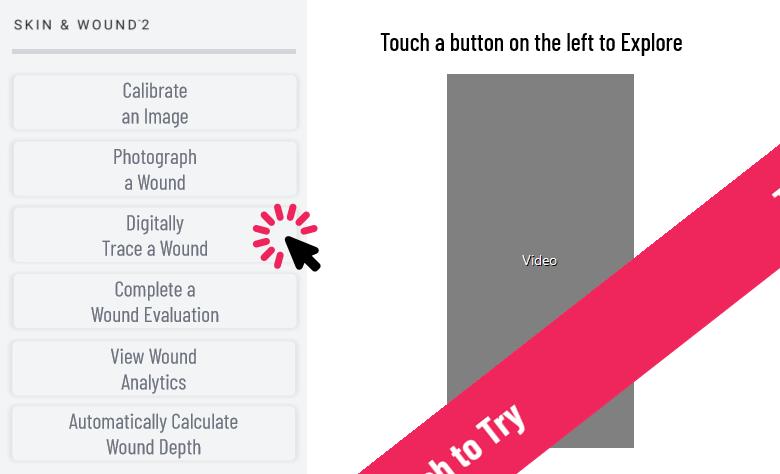 SKIN & WOUND 2
Touch a button on the left to Explore
Calibrate
an Image
Photograph
a Wound
Digitally
Trace a Wound
Complete a
Wound Evaluation
View Wound
Analytics
Automatically Calculate
Wound Depth
Video
to Try